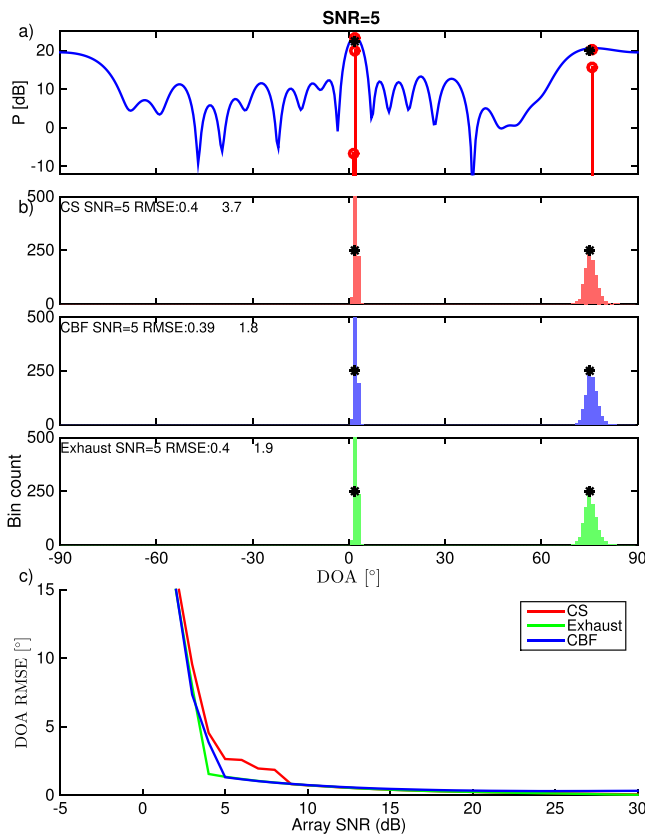 SNR=5
a)
P [dB]
20
10
0
-10
b)
500
250
0
CS SNR=5 RMSE:0.4 3.7
500
250
0
CBF SNR=5 RMSE:0.39 1.8
500
250
0
Exhaust SNR=5 RMSE:0.4 1.9
Bin count
-90 -60 -30 0 30 60 90
DOA [°]
c)
DOA RMSE [°]
15
10
5
0
CS
Exhaust
CBF
-5 0 5 10 15 20 25 30
Array SNR (dB)